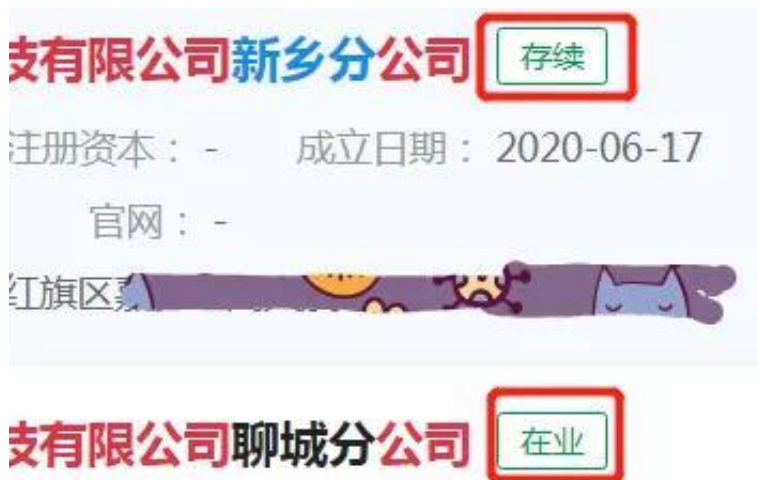 技有限公司新乡分公司 存续
注册资本： - 成立日期： 2020-06-17
官网： -
红旗区
技有限公司聊城分公司 在业